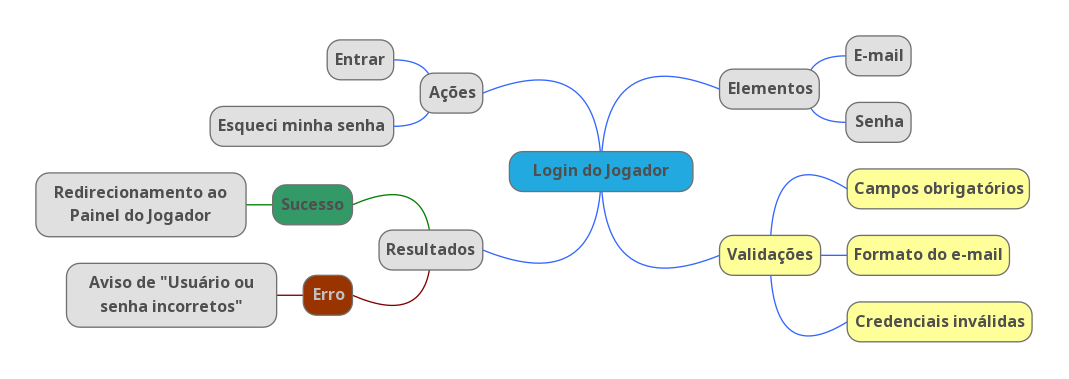 Login do Jogador
Elementos
E-mail
Senha
Validações
Campos obrigatórios
Formato do e-mail
Credenciais inválidas
Ações
Entrar
Esqueci minha senha
Resultados
Sucesso
Redirecionamento ao
Painel do Jogador
Erro
Aviso de "Usuário ou
senha incorretos"